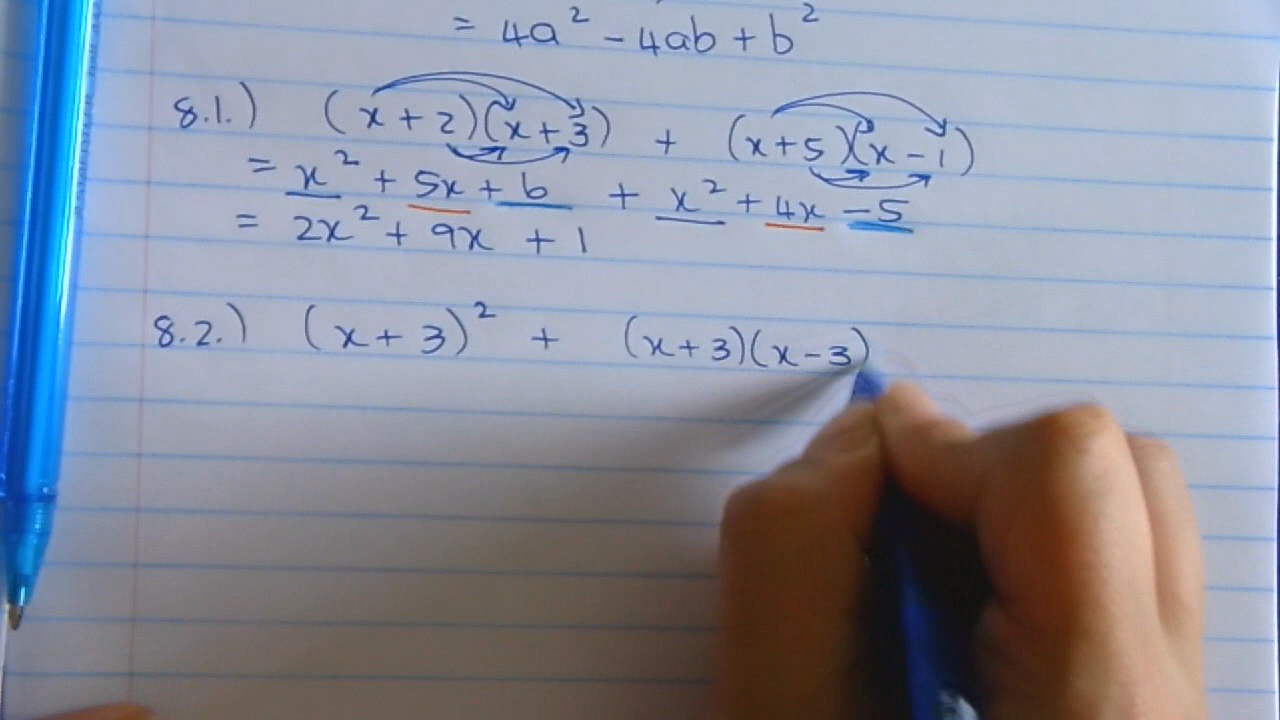 = 4a² - 4ab + b²
8.1.) (x + 2)(x + 3) + (x + 5)(x - 1)
= x² + 5x + 6 + x² + 4x - 5
= 2x² + 9x + 1
8.2.) (x + 3)² + (x + 3)(x - 3)